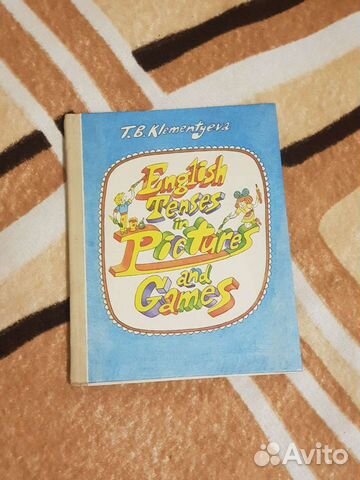 T.B. Klementyeva
English
Tenses
in
Pictures
and
Games
Avito